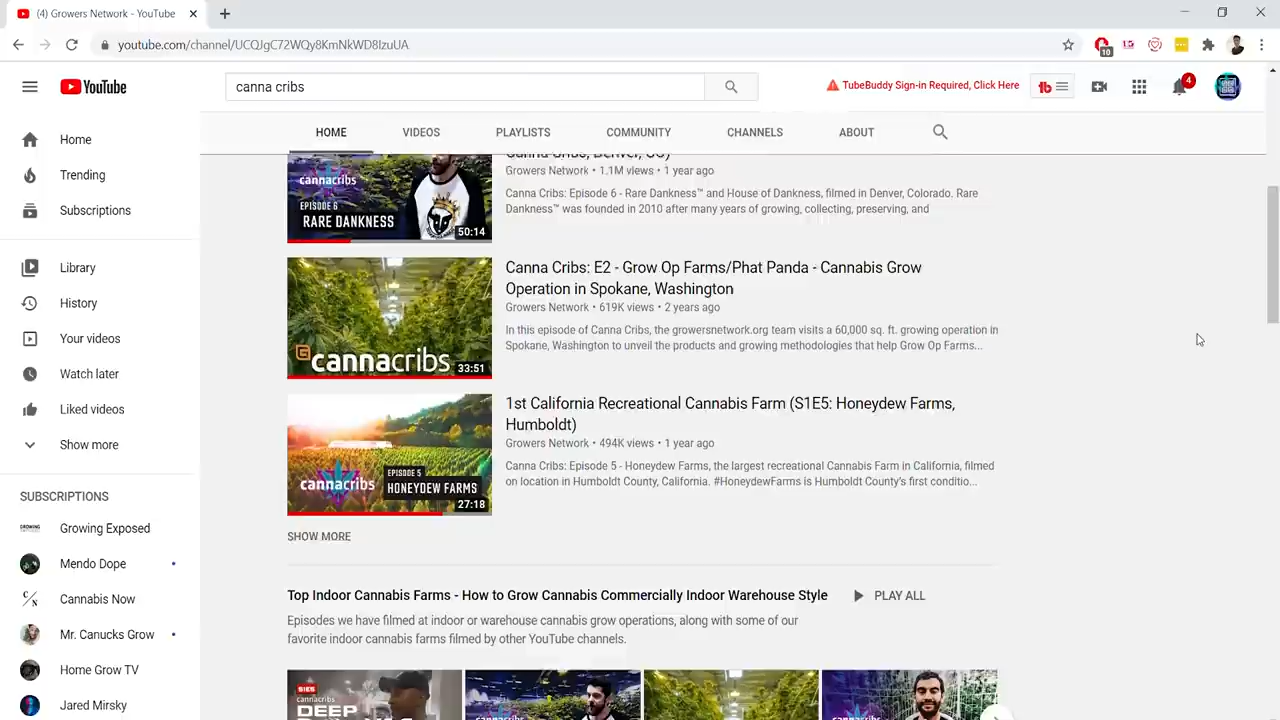 (4) Growers Network - YouTube
youtube.com/channel/UCQJgC72WQy8KmNkWD8IzuUA
10
YouTube
canna cribs
TubeBuddy Sign-in Required, Click Here
tb
4
HOME
VIDEOS
PLAYLISTS
COMMUNITY
CHANNELS
ABOUT
Home
Trending
Subscriptions
Library
History
Your videos
Watch later
Liked videos
Show more
SUBSCRIPTIONS
Growing Exposed
Mendo Dope
Cannabis Now
Mr. Canucks Grow
Home Grow TV
Jared Mirsky
cannacribs
EPISODE 6
RARE DANKNESS
50:14
Canna Cribs, Denver, CO)
Growers Network • 1.1M views • 1 year ago
Canna Cribs: Episode 6 - Rare Dankness™ and House of Dankness, filmed in Denver, Colorado. Rare
Dankness™ was founded in 2010 after many years of growing, collecting, preserving, and
cannacribs
33:51
Canna Cribs: E2 - Grow Op Farms/Phat Panda - Cannabis Grow
Operation in Spokane, Washington
Growers Network • 619K views • 2 years ago
In this episode of Canna Cribs, the growersnetwork.org team visits a 60,000 sq. ft. growing operation in
Spokane, Washington to unveil the products and growing methodologies that help Grow Op Farms...
cannacribs
EPISODE 5
HONEYDEW FARMS
27:18
1st California Recreational Cannabis Farm (S1E5: Honeydew Farms,
Humboldt)
Growers Network • 494K views • 1 year ago
Canna Cribs: Episode 5 - Honeydew Farms, the largest recreational Cannabis Farm in California, filmed
on location in Humboldt County, California. #HoneydewFarms is Humboldt County's first conditio...
SHOW MORE
Top Indoor Cannabis Farms - How to Grow Cannabis Commercially Indoor Warehouse Style
PLAY ALL
Episodes we have filmed at indoor or warehouse cannabis grow operations, along with some of our
favorite indoor cannabis farms filmed by other YouTube channels.
cannacribs
DEEP